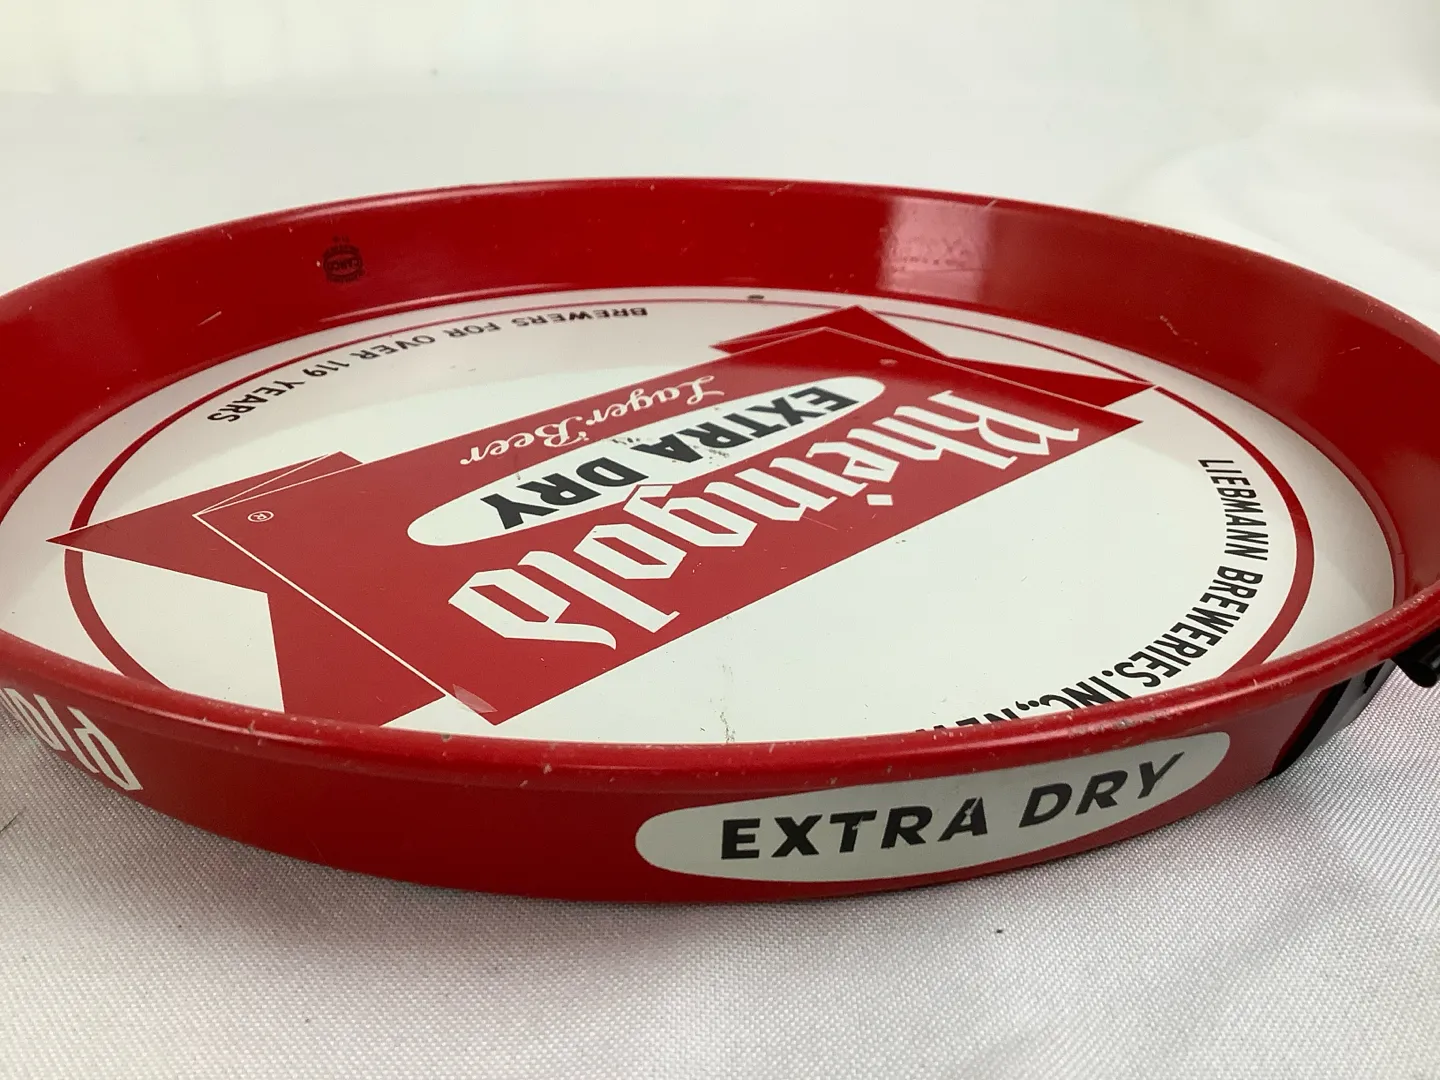 BREWERS FOR OVER 119 YEARS
Rheingold
EXTRA DRY
Lager Beer
®
LIEBMANN BREWERIES, INC.,
EXTRA DRY